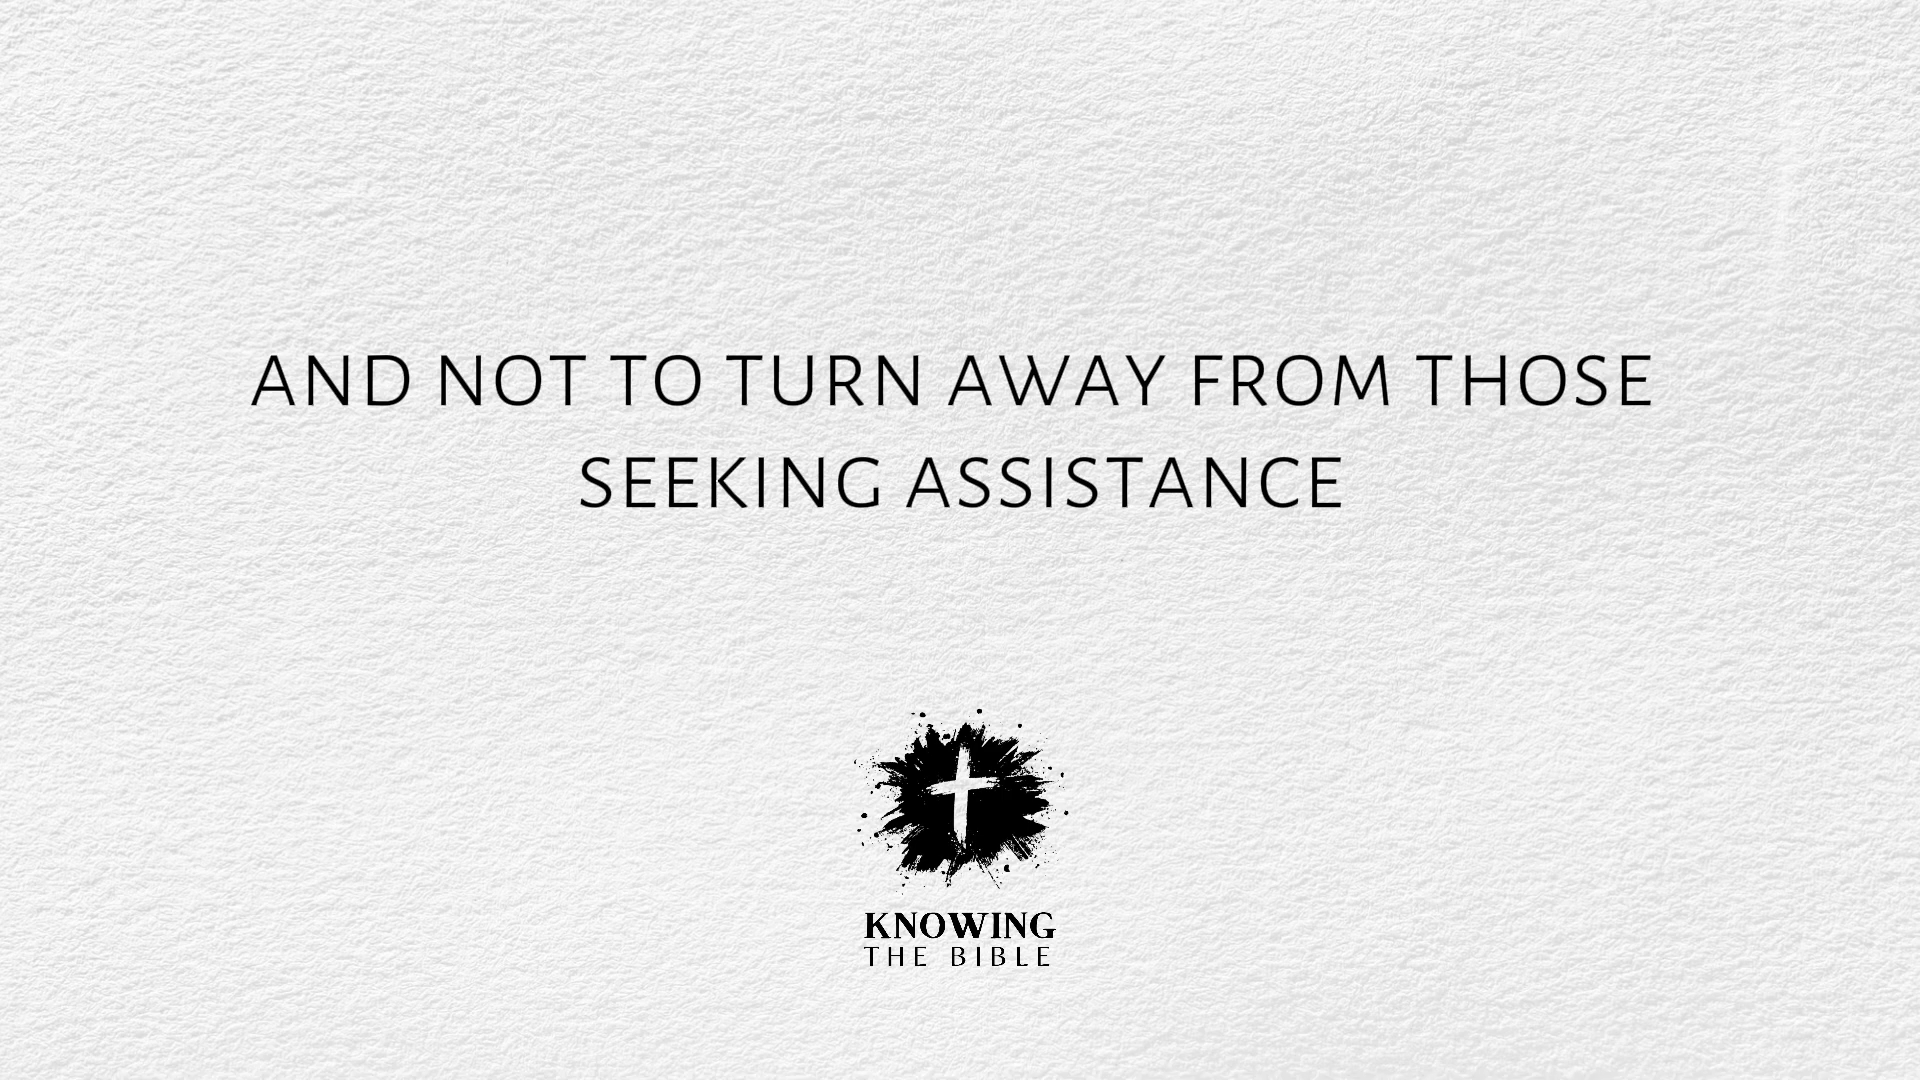 AND NOT TO TURN AWAY FROM THOSE
SEEKING ASSISTANCE
KNOWING
THE BIBLE